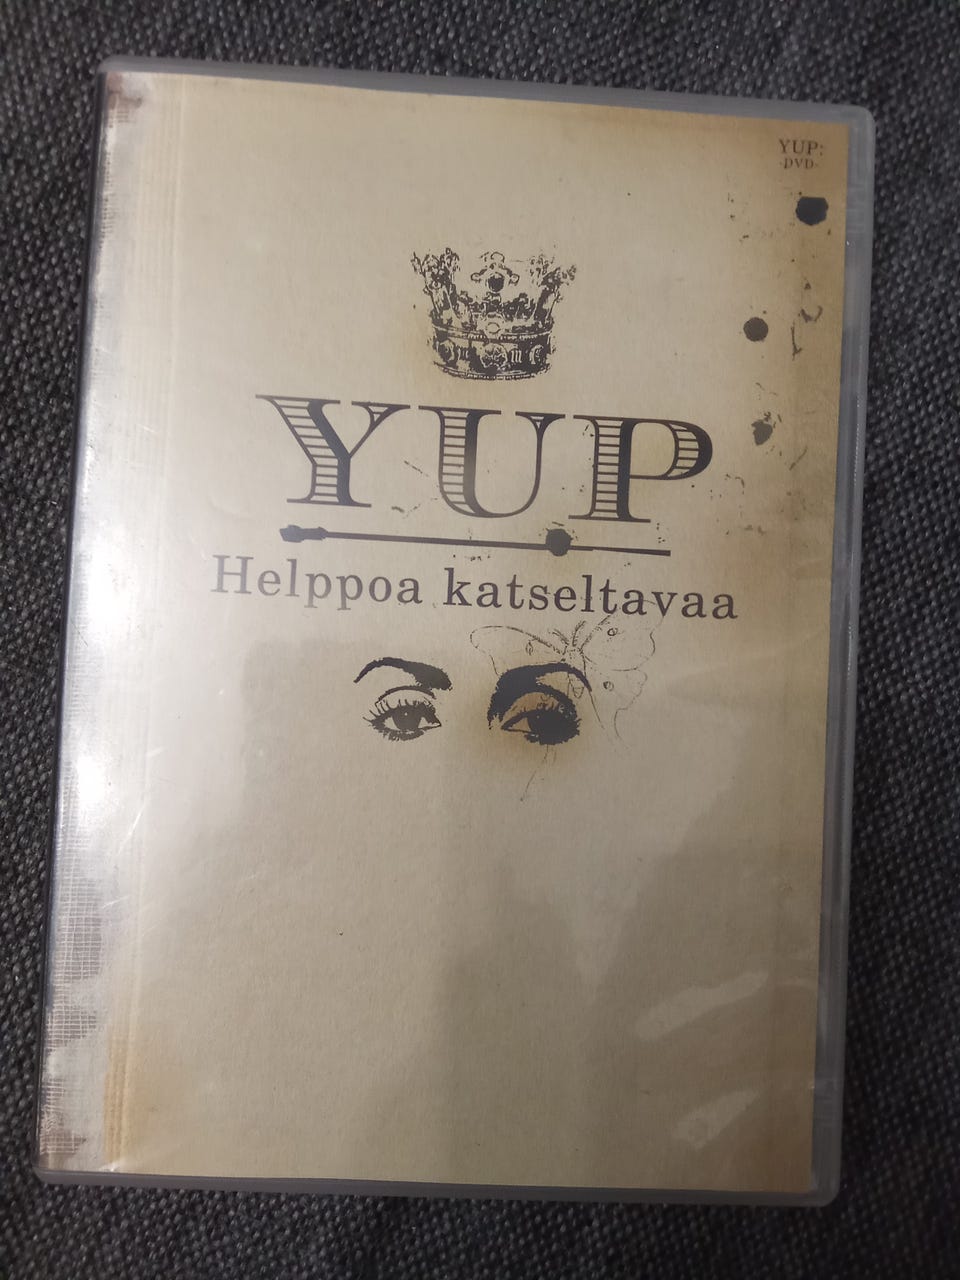 YUP:
-DVD-
YUP
Helppoa katseltavaa